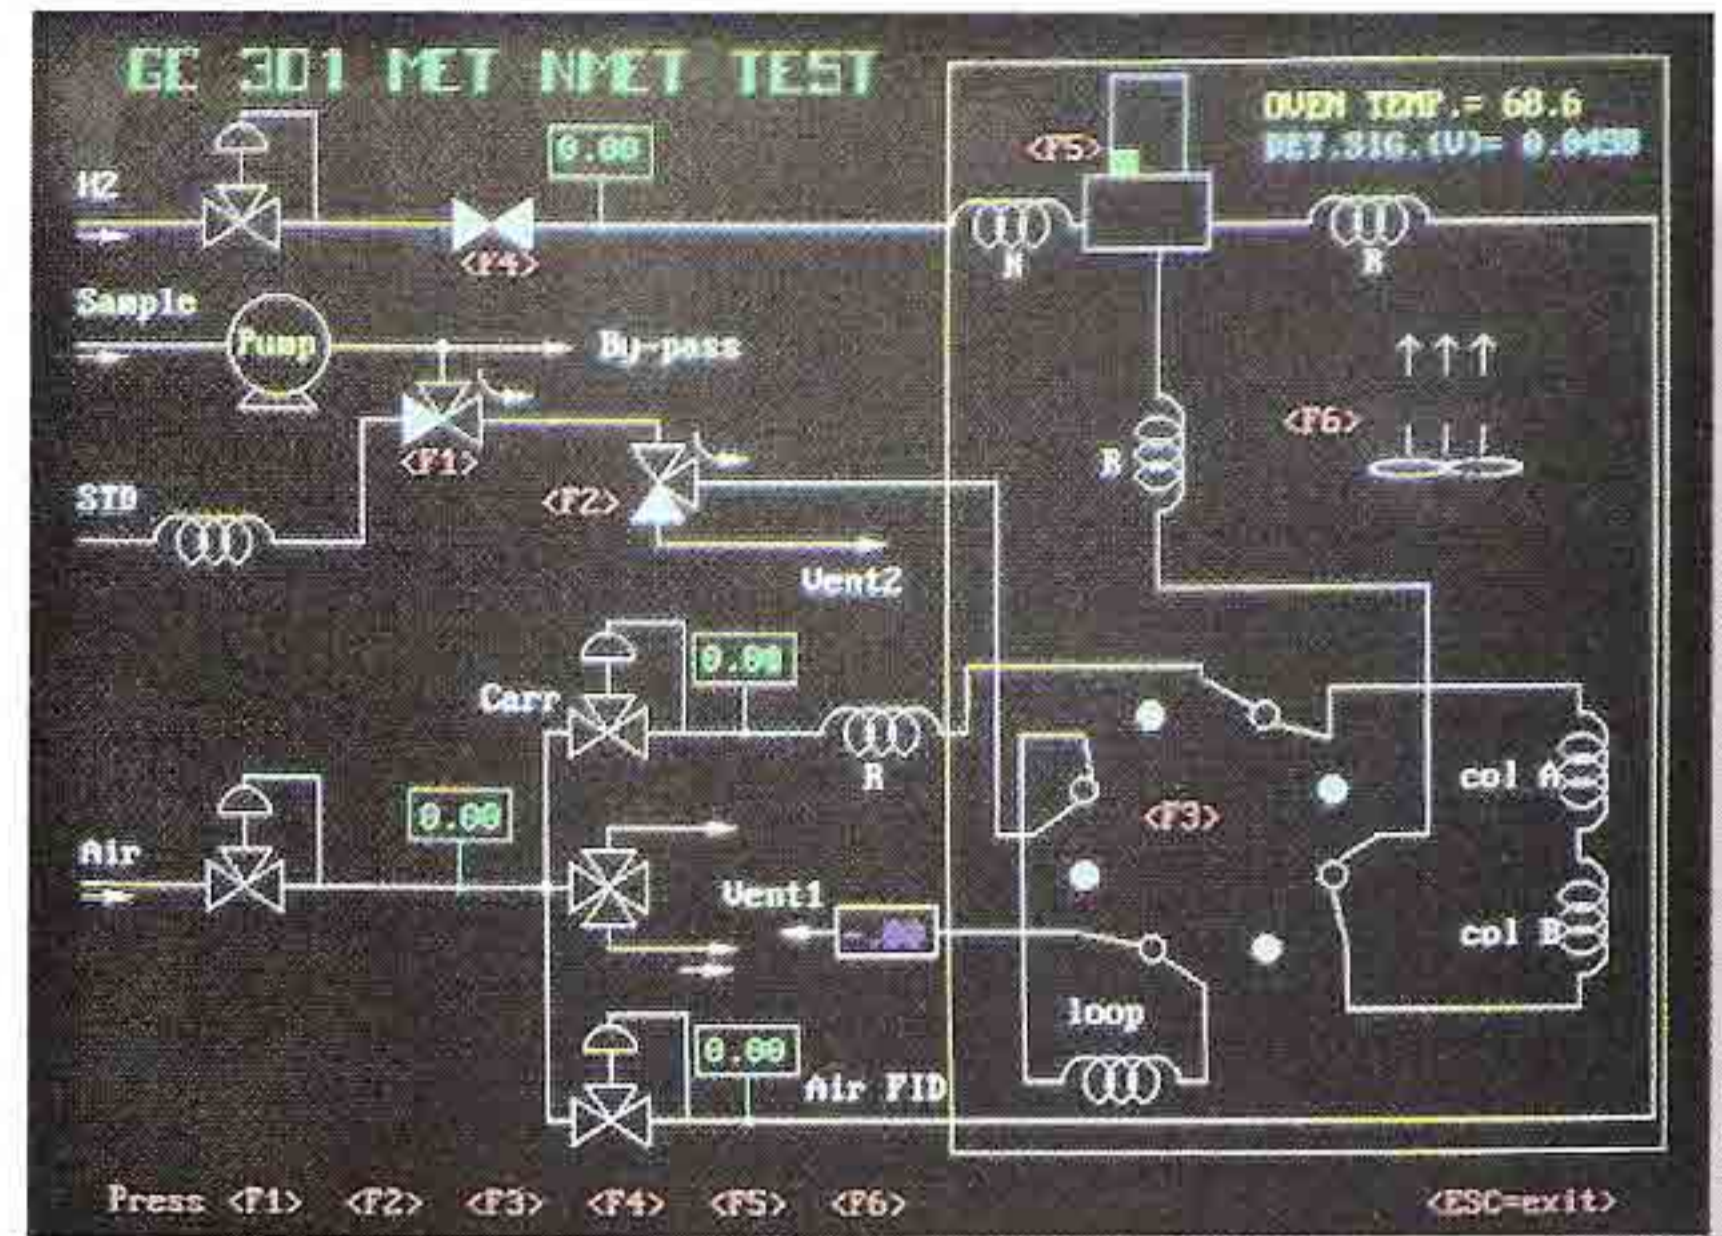 GC 301 MET NMET TEST
OVEN TEMP.= 68.6
DET.SIG.(V)= 0.0498
<F5>
0.00
H2
<F4>
R
Sample
Pump
By-pass
<F1>
<F6>
R
STD
<F2>
Vent2
0.00
Carr
R
col A
<F3>
0.00
Air
Vent1
-.00
col B
loop
0.00
Air FID
Press <F1> <F2> <F3> <F4> <F5> <F6>
<ESC=exit>